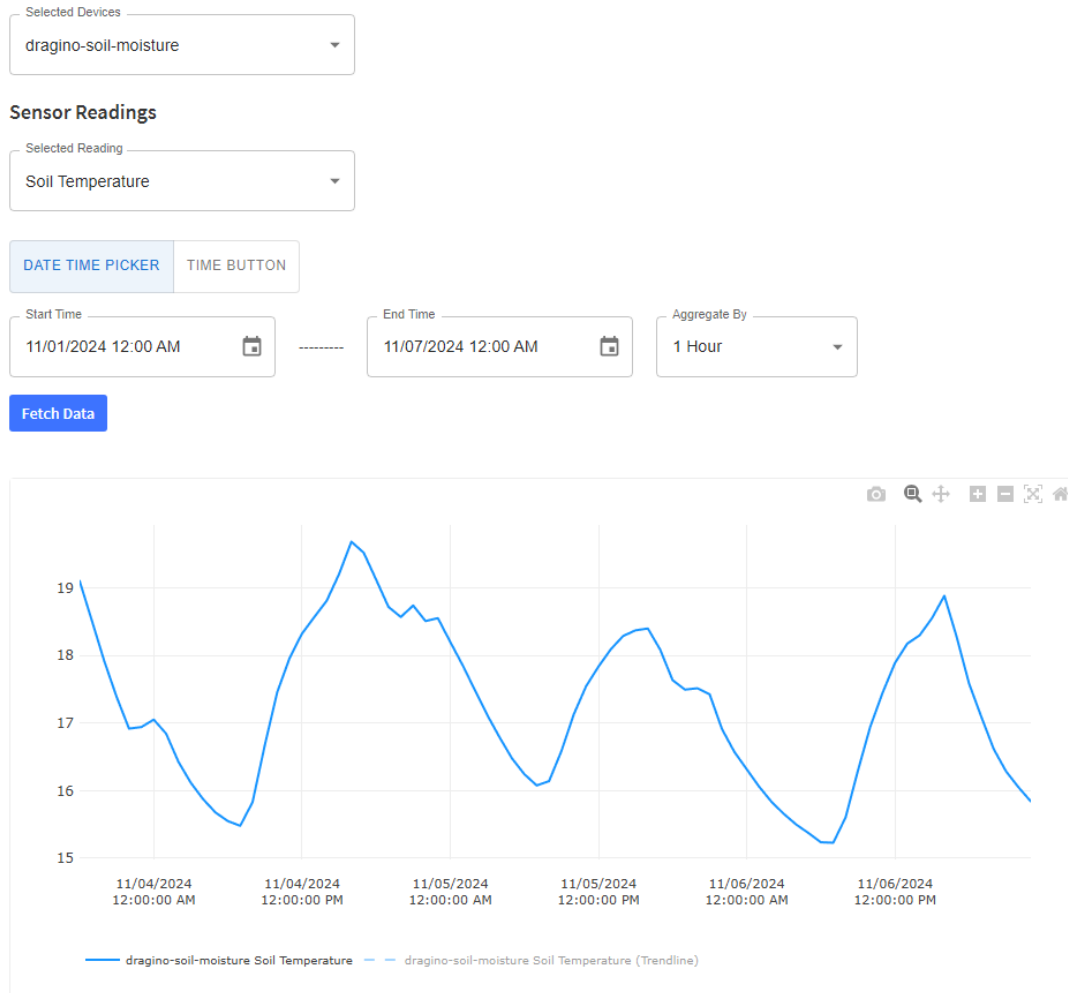 Selected Devices
dragino-soil-moisture
Sensor Readings
Selected Reading
Soil Temperature
DATE TIME PICKER TIME BUTTON
Start Time End Time Aggregate By
11/01/2024 12:00 AM --------- 11/07/2024 12:00 AM 1 Hour
Fetch Data
19
18
17
16
15
11/04/2024 11/04/2024 11/05/2024 11/05/2024 11/06/2024 11/06/2024
12:00:00 AM 12:00:00 PM 12:00:00 AM 12:00:00 PM 12:00:00 AM 12:00:00 PM
dragino-soil-moisture Soil Temperature dragino-soil-moisture Soil Temperature (Trendline)